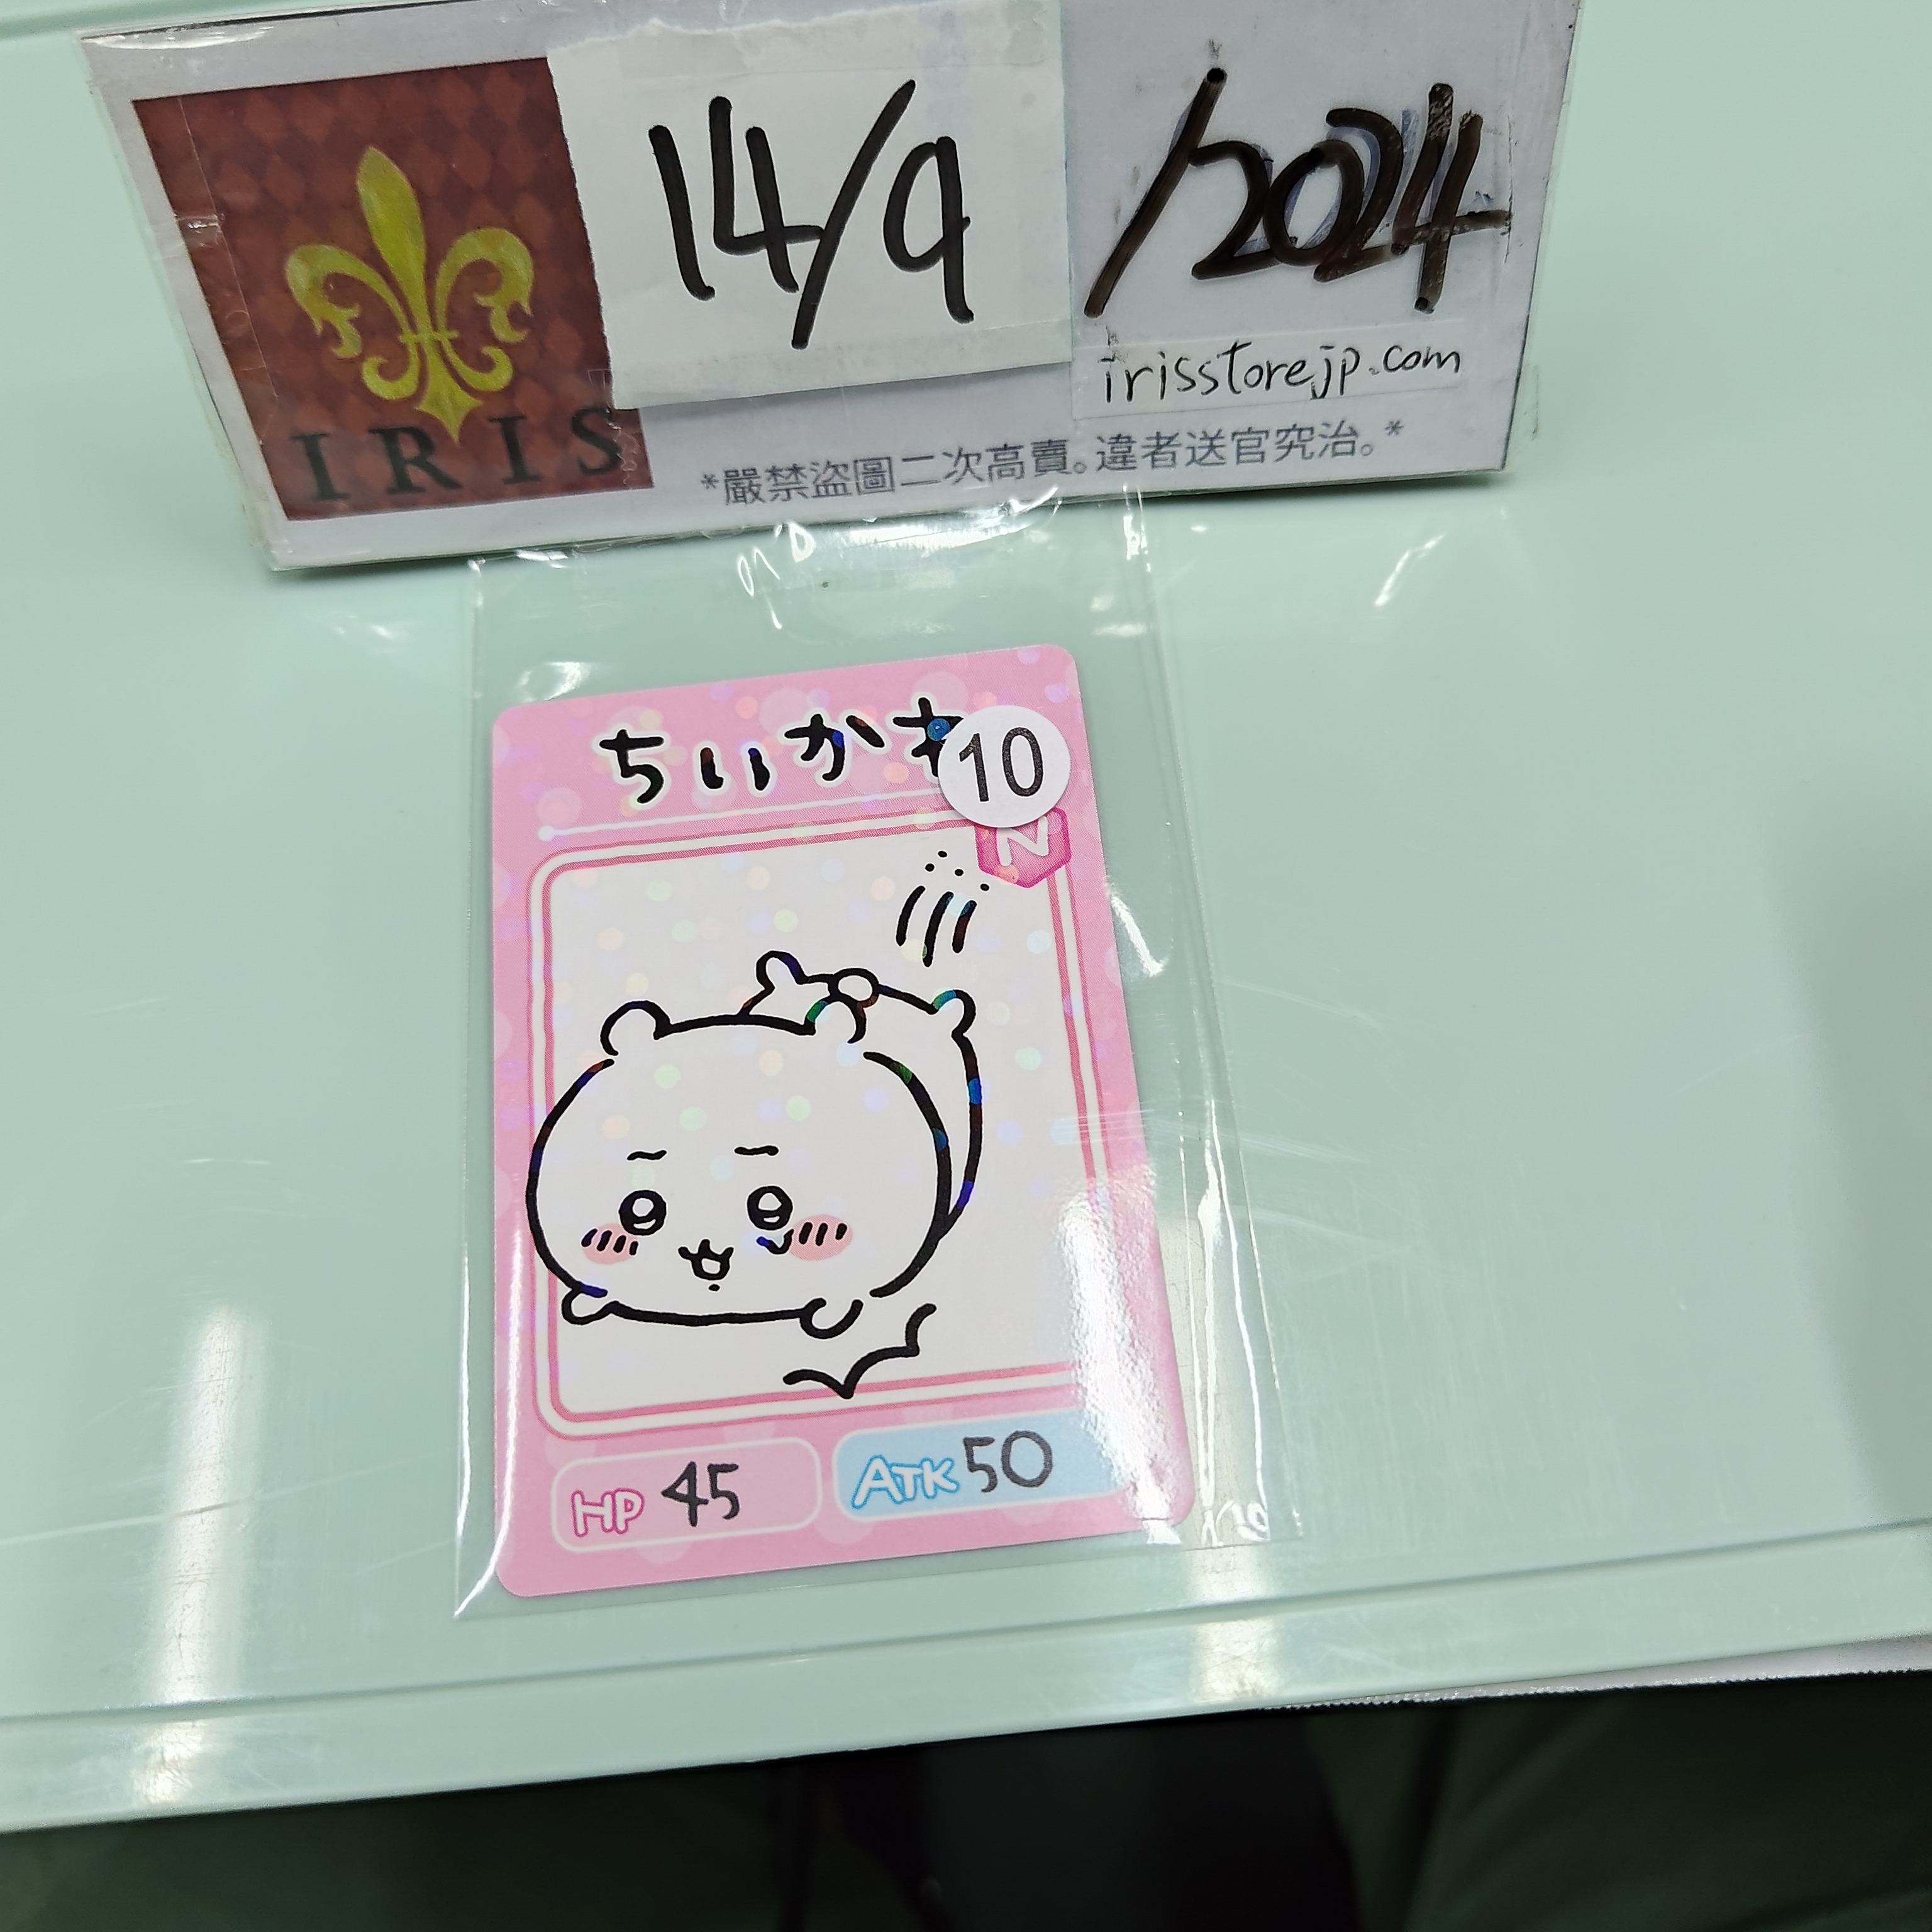 14/9 /2024
irisstorejp.com
IRIS
*嚴禁盜圖二次高賣。違者送官究治。*
ちいかわ
10
N
HP 45 ATK 50